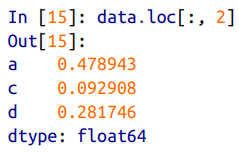 In [15]: data.loc[:, 2]
Out[15]:
a    0.478943
c    0.092908
d    0.281746
dtype: float64